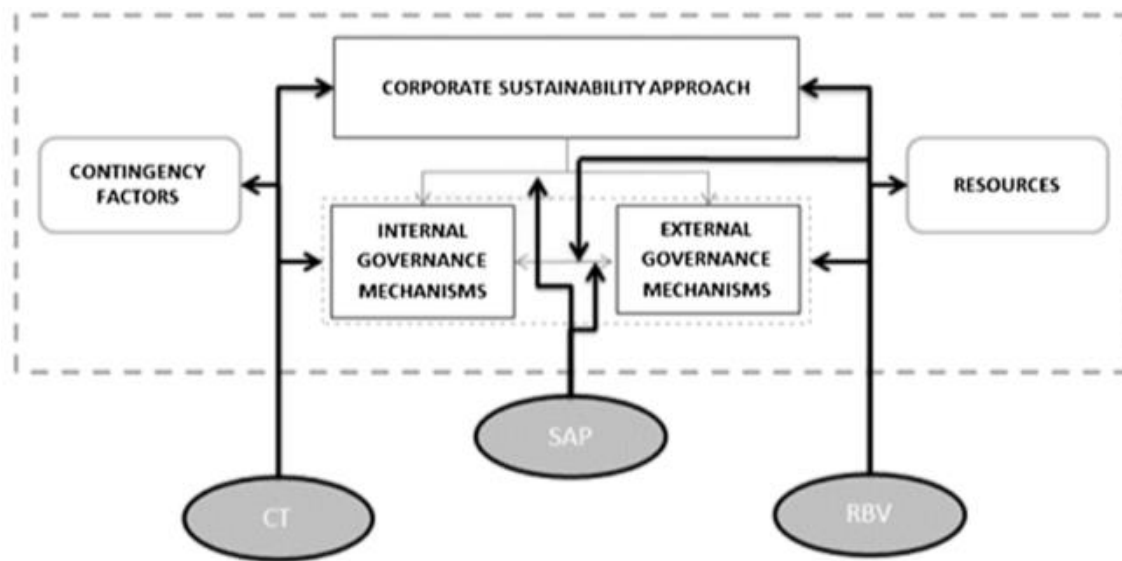 CORPORATE SUSTAINABILITY APPROACH
CONTINGENCY
FACTORS
RESOURCES
INTERNAL
GOVERNANCE
MECHANISMS
EXTERNAL
GOVERNANCE
MECHANISMS
SAP
CT
RBV